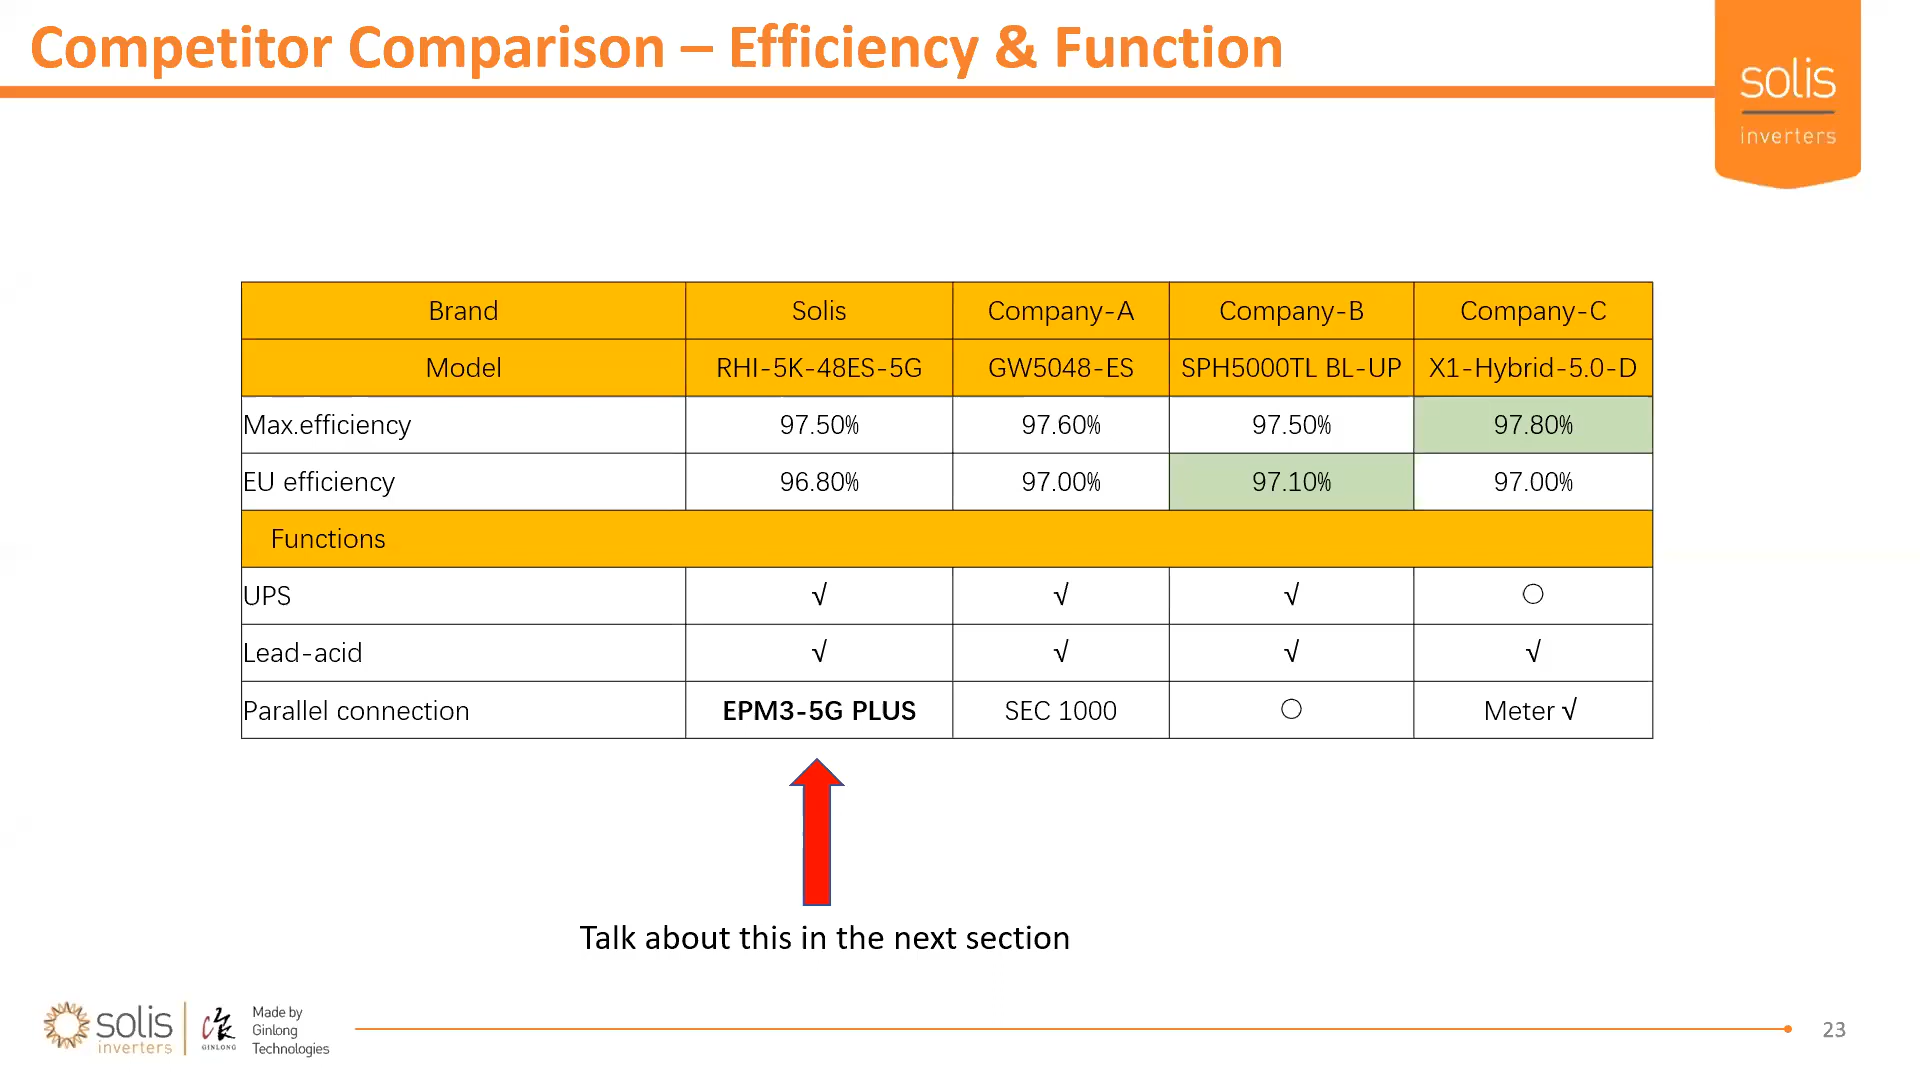 Competitor Comparison – Efficiency & Function
solis
inverters
Brand Solis Company-A Company-B Company-C
Model RHI-5K-48ES-5G GW5048-ES SPH5000TL BL-UP X1-Hybrid-5.0-D
Max.efficiency 97.50% 97.60% 97.50% 97.80%
EU efficiency 96.80% 97.00% 97.10% 97.00%
Functions
UPS √ √ √ ○
Lead-acid √ √ √ √
Parallel connection EPM3-5G PLUS SEC 1000 ○ Meter √
Talk about this in the next section
solis
inverters
GINLONG
Made by
Ginlong
Technologies
23